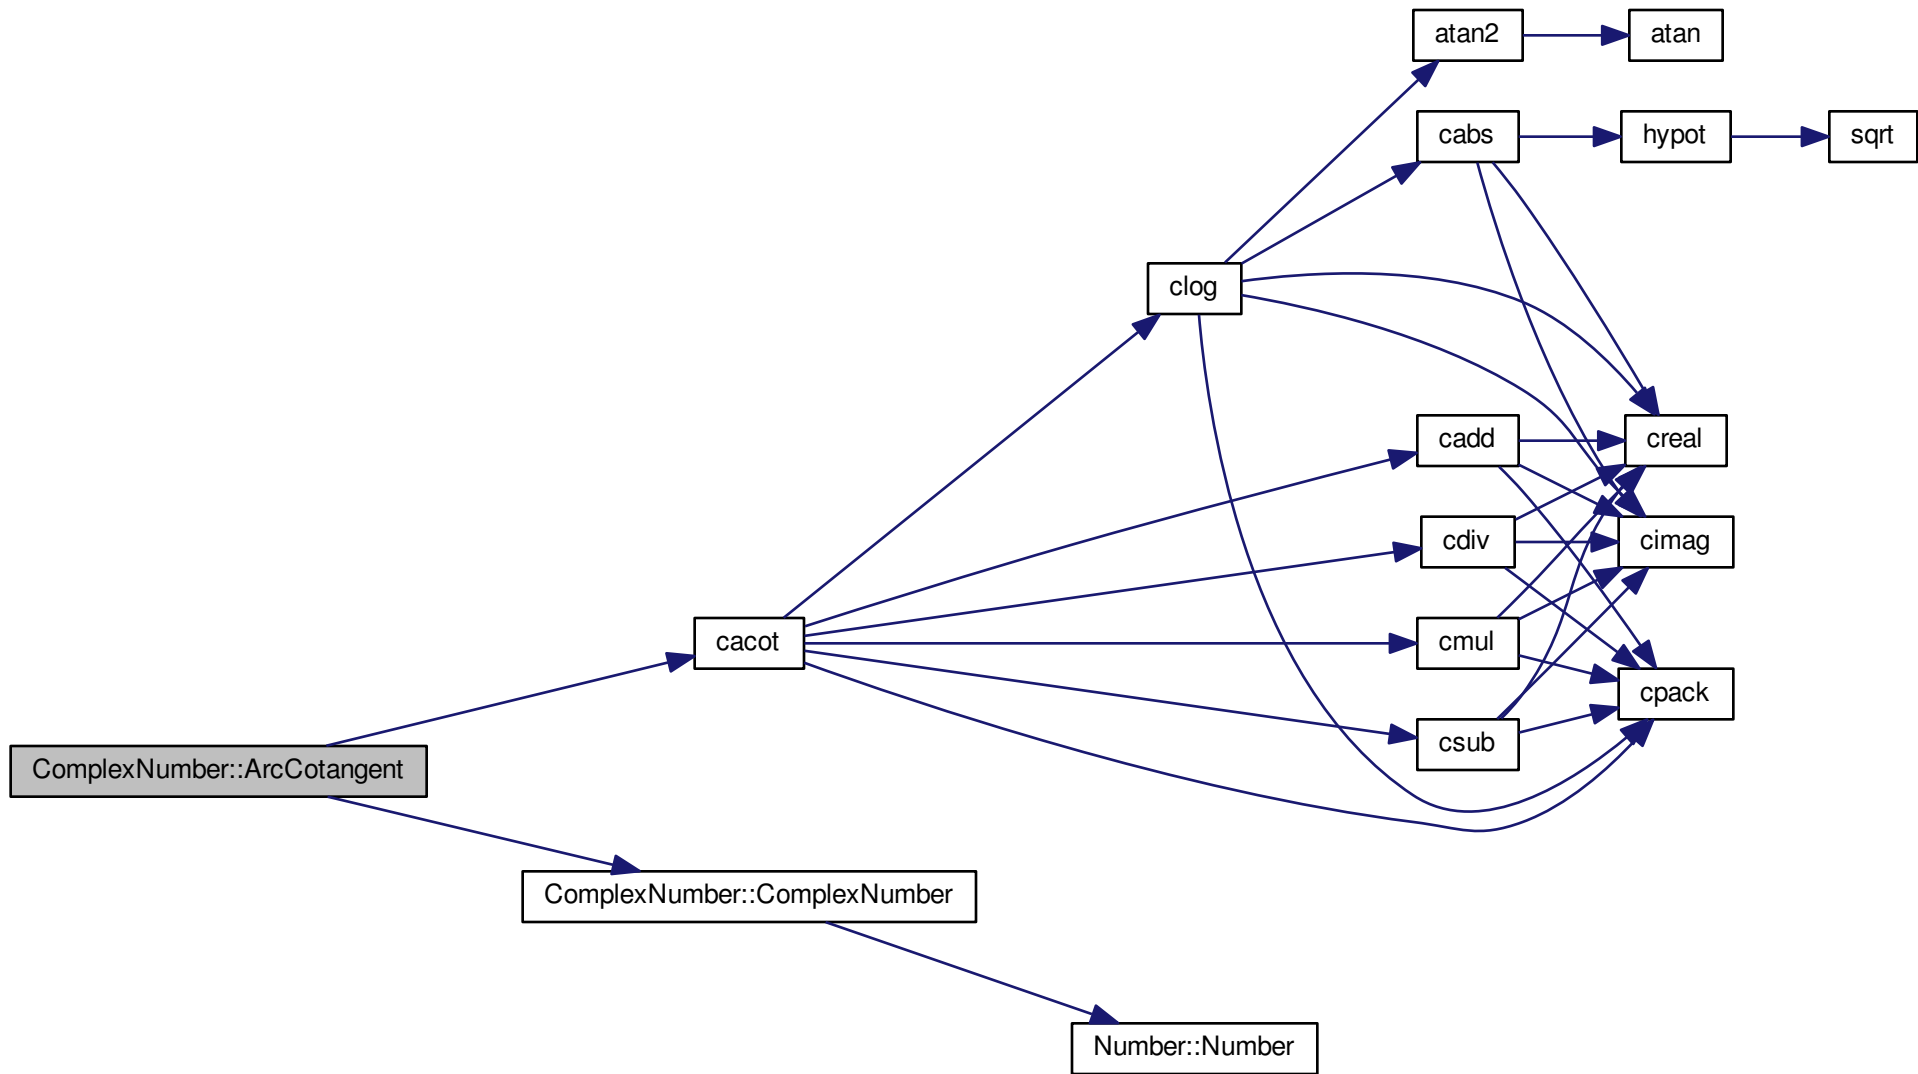 atan2
atan
cabs
hypot
sqrt
clog
cadd
creal
cdiv
cimag
cacot
cmul
cpack
csub
ComplexNumber::ArcCotangent
ComplexNumber::ComplexNumber
Number::Number